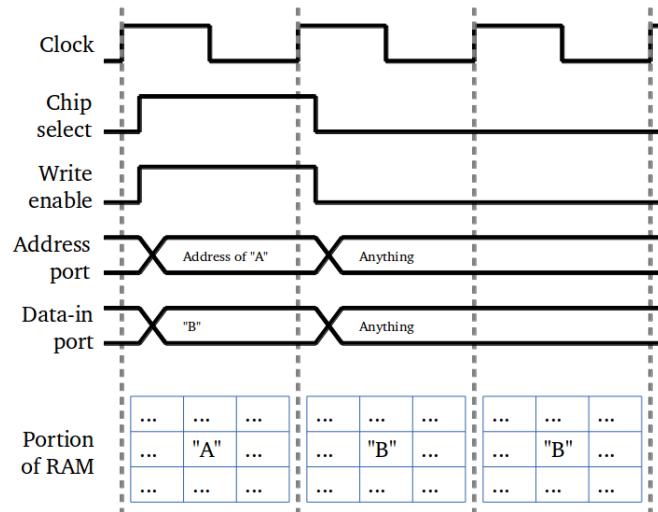 Clock
Chip
select
Write
enable
Address
port
Address of "A"
Anything
Data-in
port
"B"
Anything
Portion
of RAM
... ... ... ... ... ... ... ... ...
... "A" ... ... "B" ... ... "B" ...
... ... ... ... ... ... ... ... ...